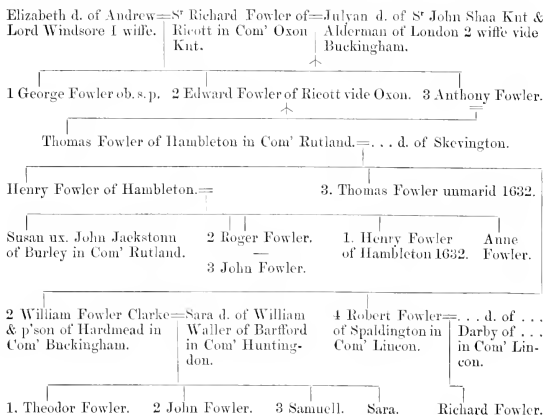 Elizabeth d. of Andrew=Sr Richard Fowler of=Julyan d. of Sr John Shaa Knt &
Lord Windsore 1 wiffe. Ricott in Com' Oxon Alderman of London 2 wiffe vide
Knt. Buckingham.
1 George Fowler ob. s. p. 2 Edward Fowler of Ricott vide Oxon. 3 Anthony Fowler.
Thomas Fowler of Hambleton in Com' Rutland.=. . . d. of Skevington.
Henry Fowler of Hambleton.= 3. Thomas Fowler unmarid 1632.
Susan ux. John Jackstonn 2 Roger Fowler. 1. Henry Fowler Anne
of Burley in Com' Rutland. — of Hambleton 1632. Fowler.
3 John Fowler.
2 William Fowler Clarke=Sara d. of William 4 Robert Fowler=. . . d. of . . .
& p'son of Hardmead in Waller of Bartford of Spaldington in Darby of . . .
Com' Buckingham. in Com' Hunting- Com' Lincon. in Com' Lin-
don. con.
1. Theodor Fowler. 2 John Fowler. 3 Samuell. Sara. Richard Fowler.